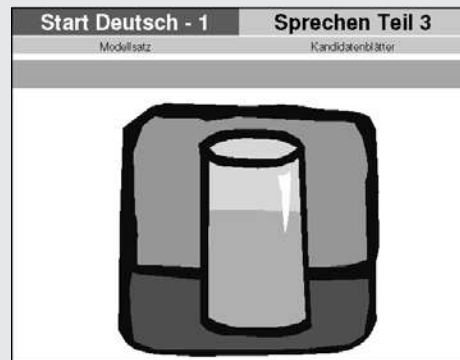 Start Deutsch - 1 Sprechen Teil 3
Modellsatz Kandidatenblätter